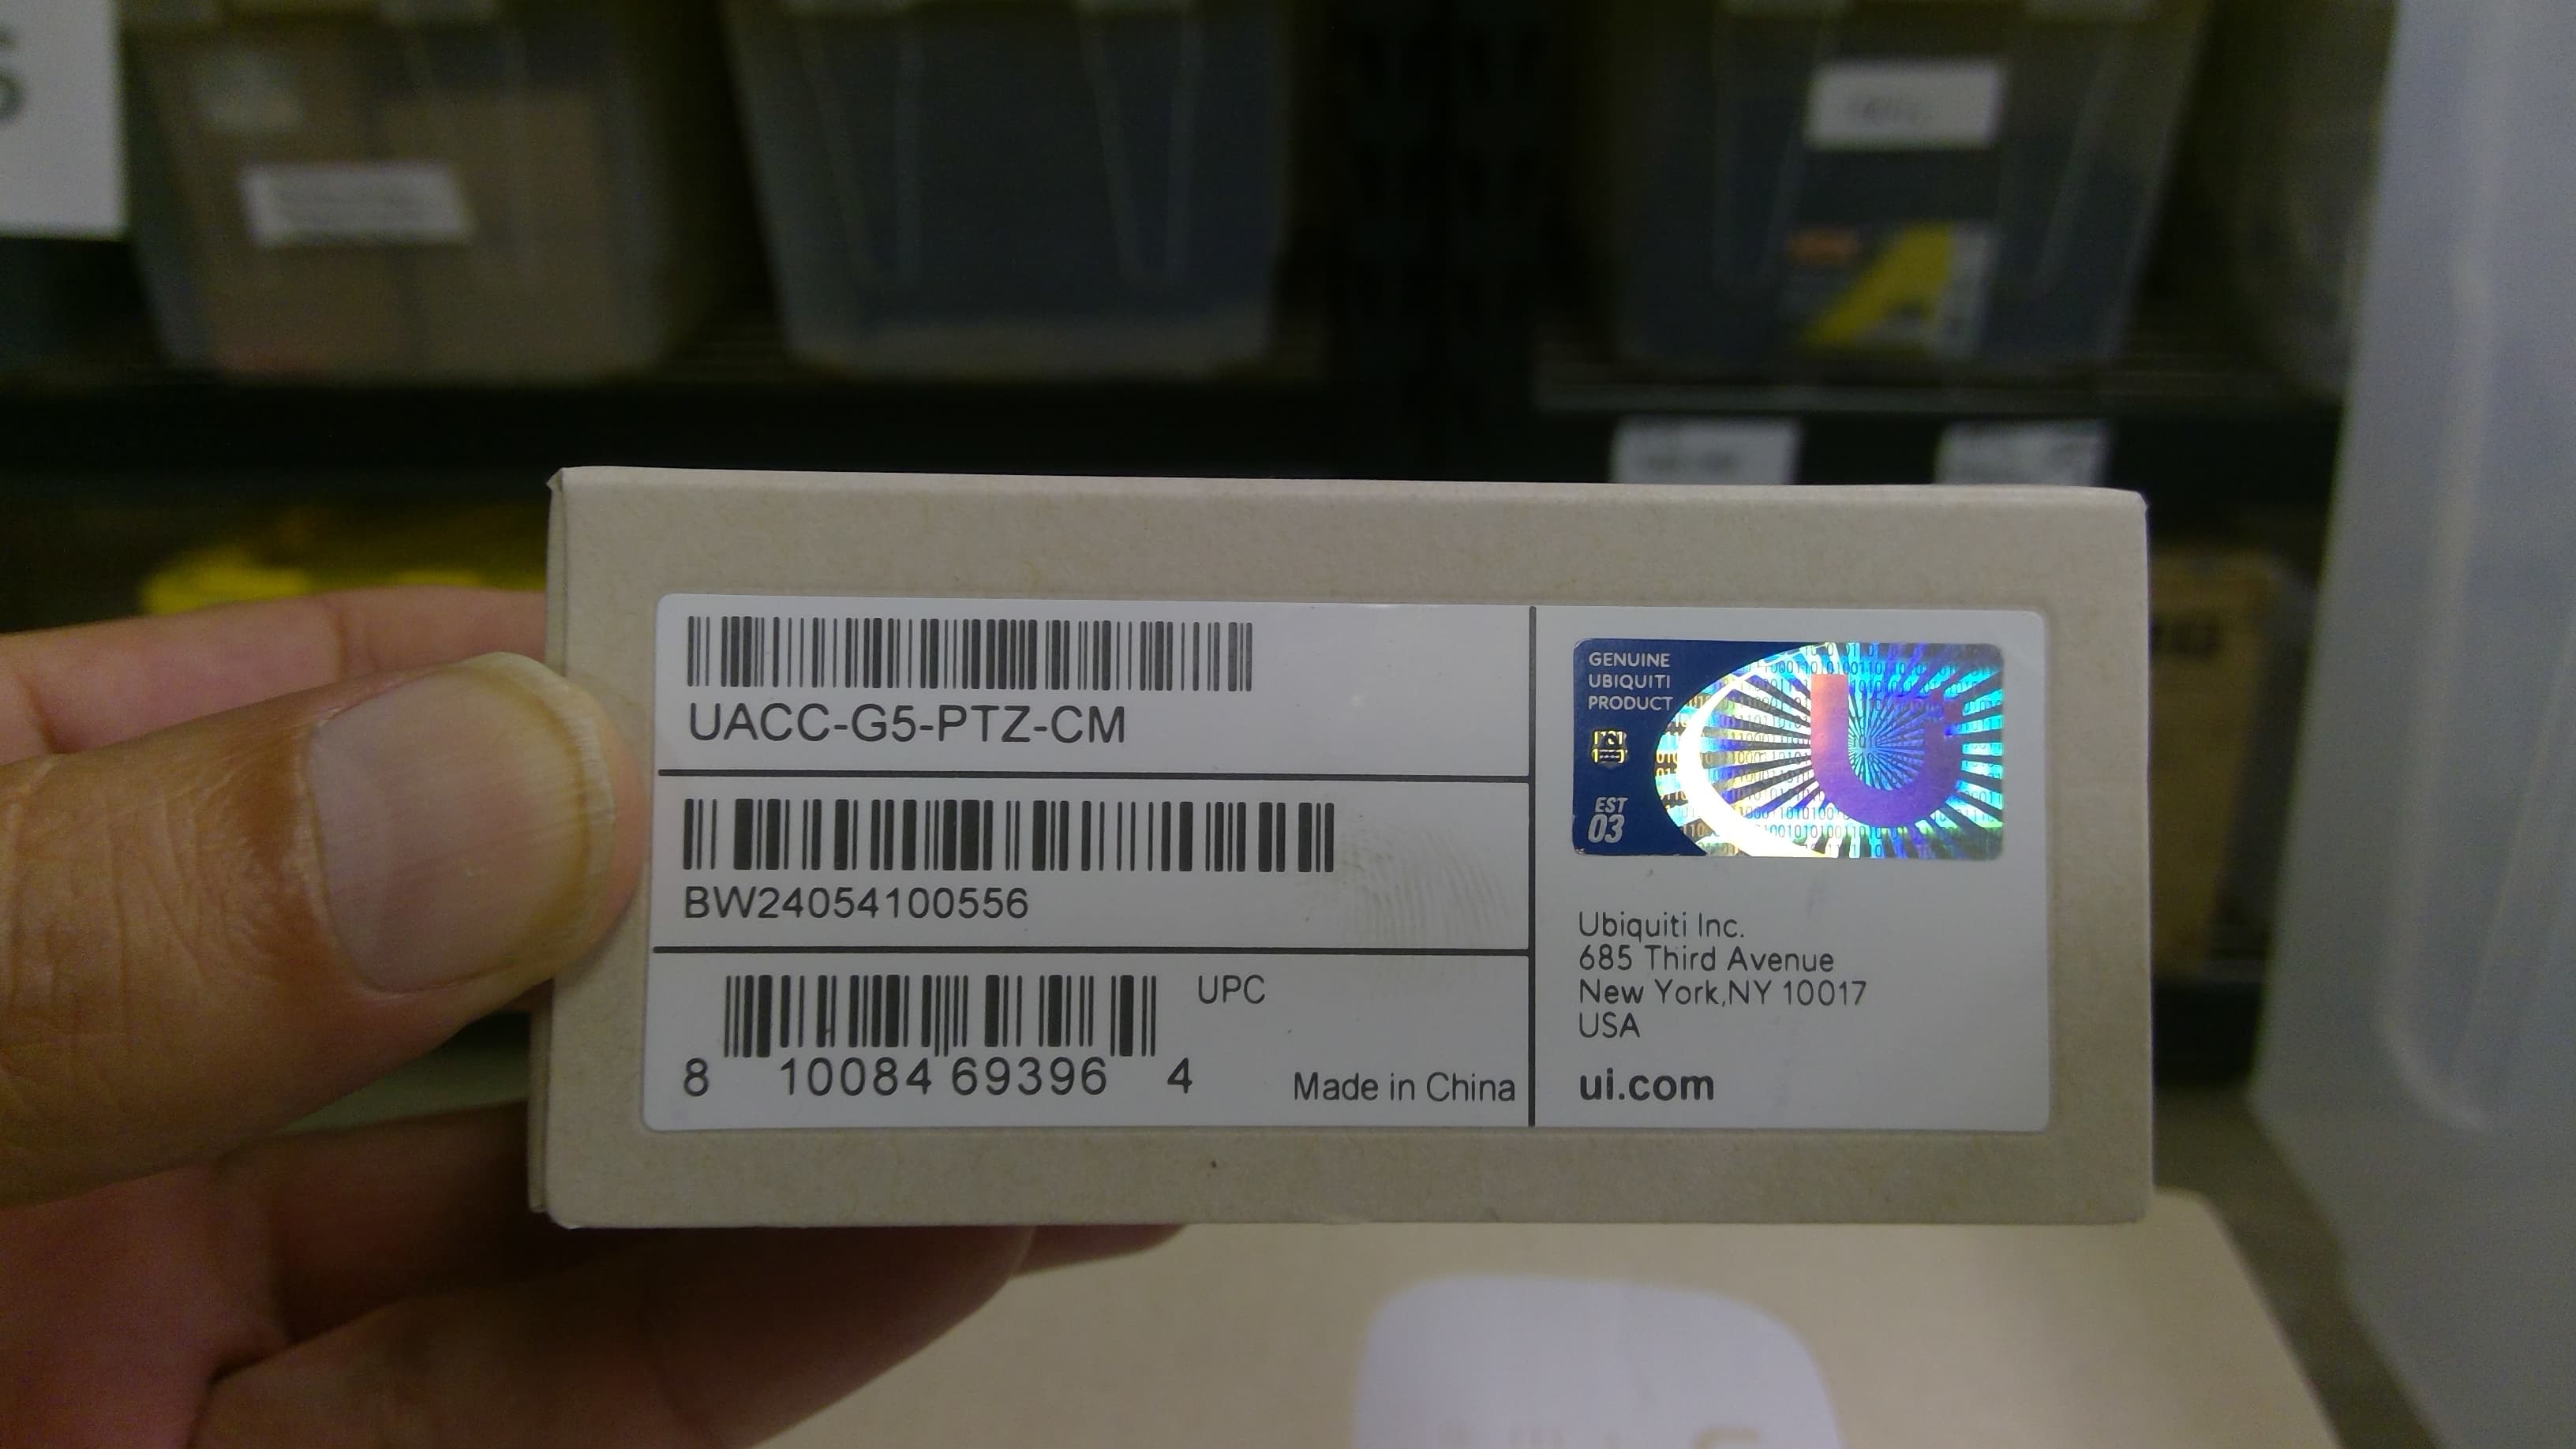 UACC-G5-PTZ-CM
BW24054100556
UPC
8 10084 69396 4
Made in China
GENUINE
UBIQUITI
PRODUCT
EST
03
Ubiquiti Inc.
685 Third Avenue
New York,NY 10017
USA
ui.com